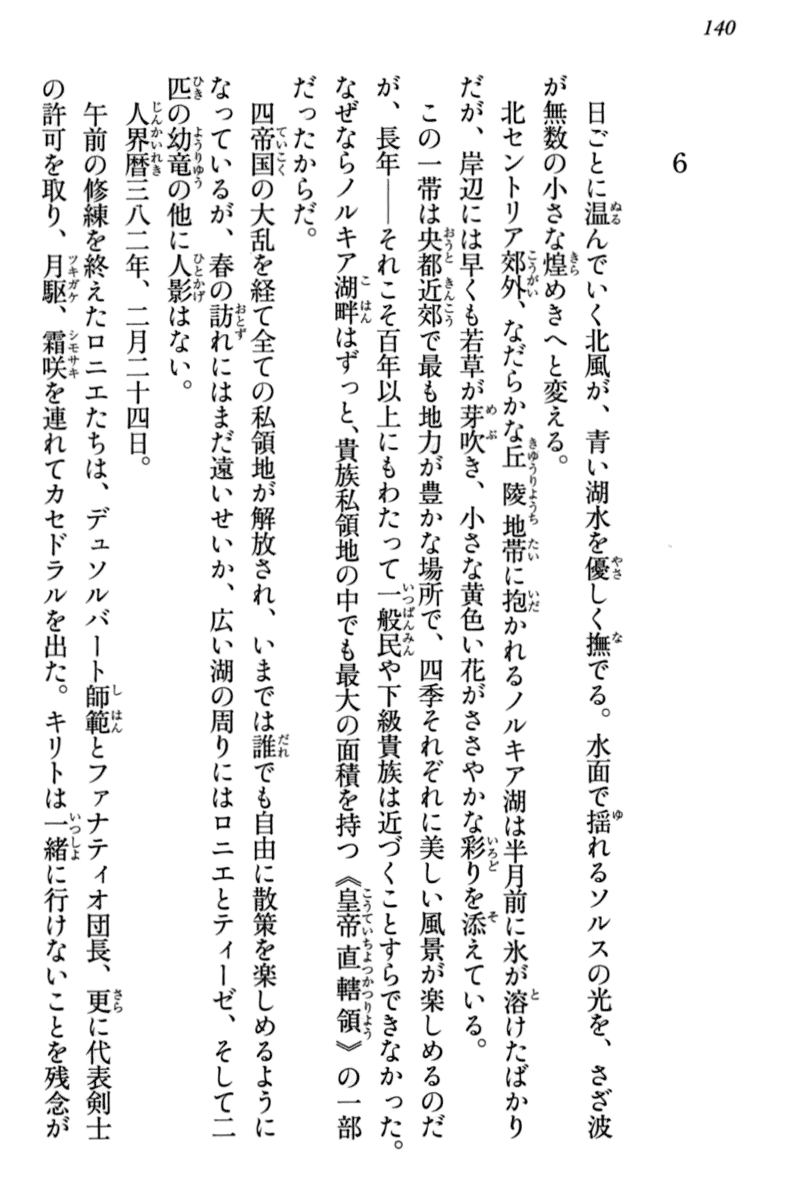 140
6
日ごとに温んでいく北風が、青い湖水を優しく撫でる。水面で揺れるソルスの光を、さざ波
が無数の小さな煌めきへと変える。
北セントリア郊外、なだらかな丘陵地帯に抱かれるノルキア湖は半月前に氷が溶けたばかり
だが、岸辺には早くも若草が芽吹き、小さな黄色い花がささやかな彩りを添えている。
この一帯は央都近郊で最も地力が豊かな場所で、四季それぞれに美しい風景が楽しめるのだ
が、長年――それこそ百年以上にもわたって一般民や下級貴族は近づくことすらできなかった。
なぜならノルキア湖畔はずっと、貴族私領地の中でも最大の面積を持つ《皇帝直轄領》の一部
だったからだ。
四帝国の大乱を経て全ての私領地が解放され、いまでは誰でも自由に散策を楽しめるように
なっているが、春の訪れにはまだ遠いせいか、広い湖の周りにはロニエとティーゼ、そして二
匹の幼竜の他に人影はない。
人界暦三八二年、二月二十四日。
午前の修練を終えたロニエたちは、デュソルバート師範とファナティオ団長、更に代表剣士
の許可を取り、月駆、霜咲を連れてカセドラルを出た。キリトは一緒に行けないことを残念が